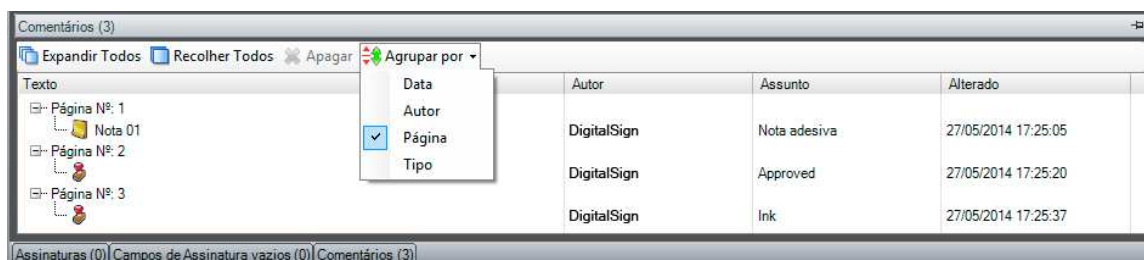 Comentários (3)
Expandir Todos Recolher Todos Apagar Agrupar por
Texto Autor Assunto Alterado
Data
Autor
Página
Tipo
Página Nº: 1
Nota 01 DigitalSign Nota adesiva 27/05/2014 17:25:05
Página Nº: 2
DigitalSign Approved 27/05/2014 17:25:20
Página Nº: 3
DigitalSign Ink 27/05/2014 17:25:37
Assinaturas (0) Campos de Assinatura vazios (0) Comentários (3)